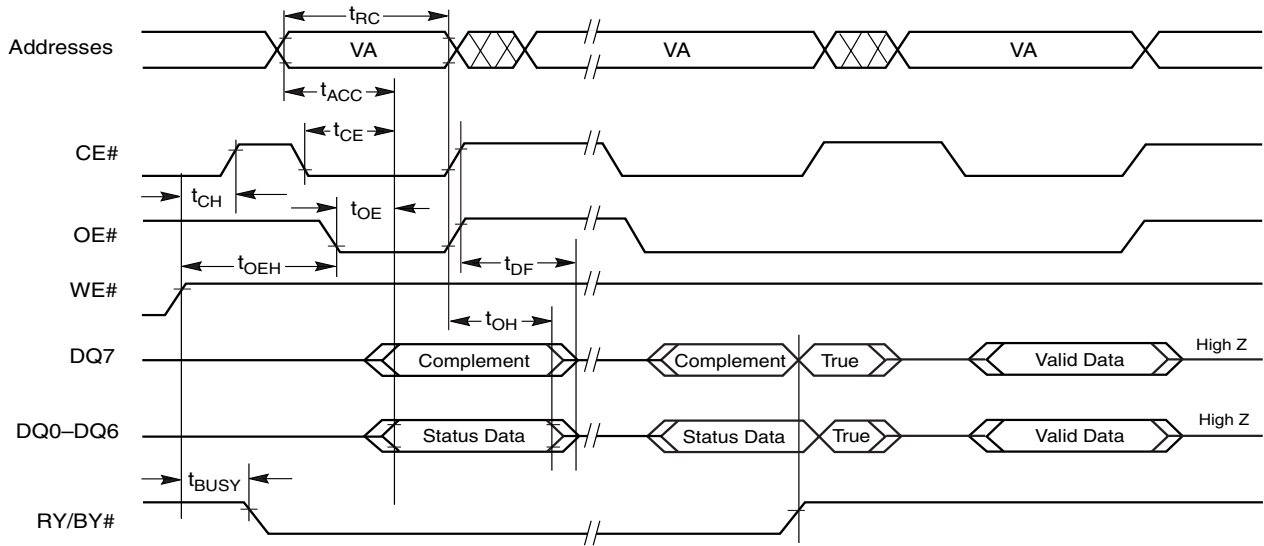 tRC
Addresses VA VA VA
tACC
tCE
CE#
tCH
tOE
OE#
tOEH tDF
WE#
tOH
DQ7 Complement Complement True Valid Data High Z
DQ0–DQ6 Status Data Status Data True Valid Data High Z
tBUSY
RY/BY#